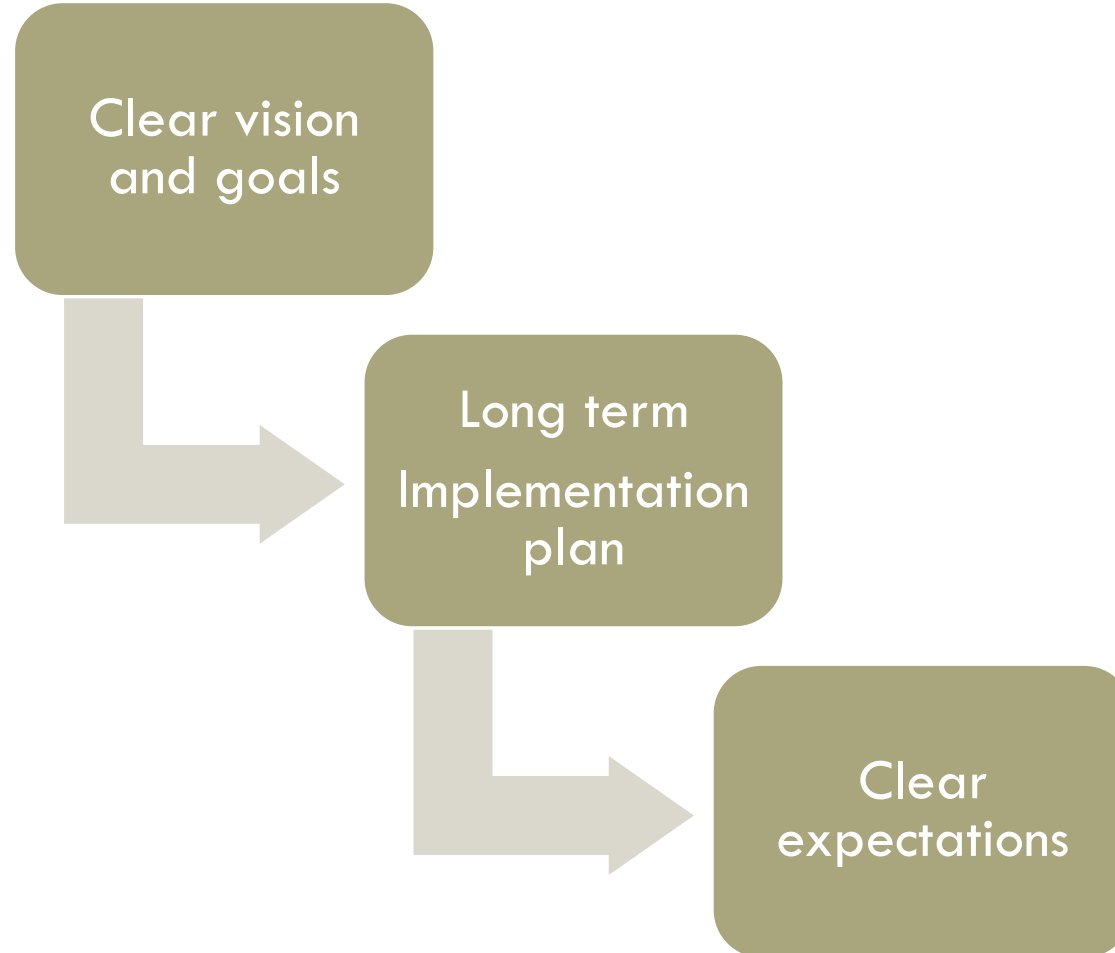 Clear vision
and goals
Long term
Implementation
plan
Clear
expectations